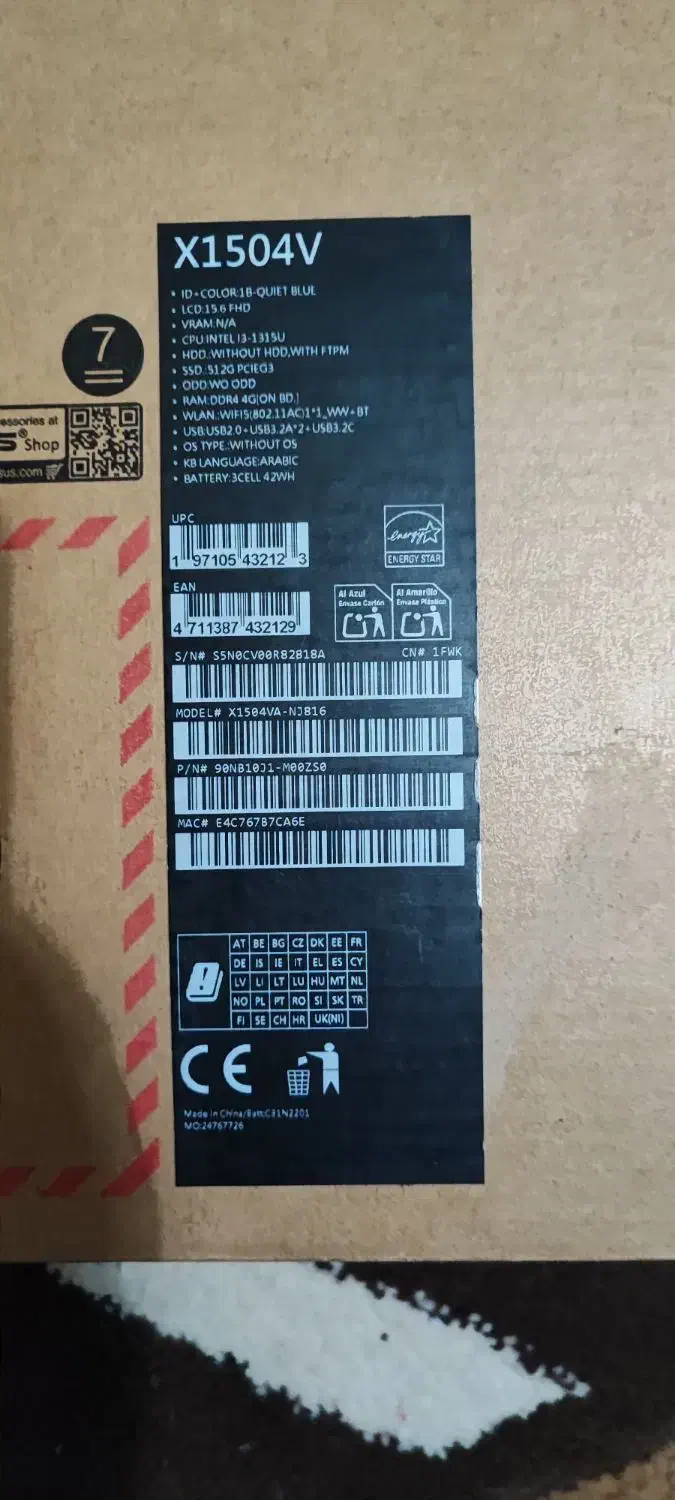 X1504V
• ID+COLOR:1B-QUIET BLUE
• LCD:15.6 FHD
• VRAM:N/A
• CPU:INTEL I3-1315U
• HDD.:WITHOUT HDD,WITH FTPM
• SSD.:512G PCIEG3
• ODD:WO ODD
• RAM:DDR4 4G[ON BD.]
• WLAN.:WIFI5(802.11AC)1*1_WW+BT
• USB:USB2.0+USB3.2A*2+USB3.2C
• OS TYPE.:WITHOUT OS
• KB LANGUAGE:ARABIC
• BATTERY:3CELL 42WH
7
essories at
S® Shop
sus.com
UPC
1 97105 43212 3
energy
ENERGY STAR
EAN
4 711387 432129
Al Azul
Envase Cartón
Al Amarillo
Envase Plástico
S/N# S5N0CV00R82818A CN# 1FWK
MODEL# X1504VA-NJ816
P/N# 90NB10J1-M00ZS0
MAC# E4C767B7CA6E
AT BE BG CZ DK EE FR
DE IS IE IT EL ES CY
LV LI LT LU HU MT NL
NO PL PT RO SI SK TR
FI SE CH HR UK(NI)
CE
Made in China/Batt:C31N2201
MO:24767726